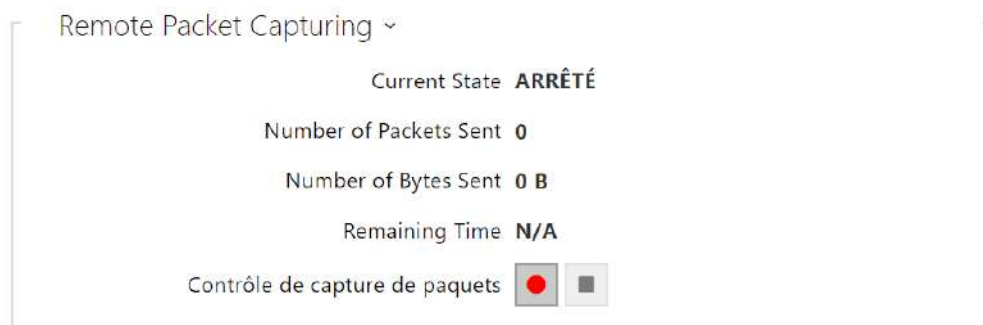 Remote Packet Capturing
Current State ARRÊTÉ
Number of Packets Sent 0
Number of Bytes Sent 0 B
Remaining Time N/A
Contrôle de capture de paquets